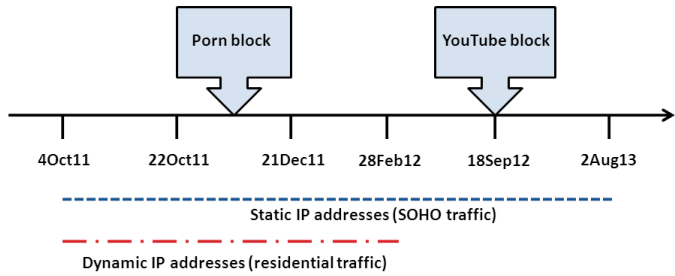 Porn block
YouTube block
4Oct11
22Oct11
21Dec11
28Feb12
18Sep12
2Aug13
Static IP addresses (SOHO traffic)
Dynamic IP addresses (residential traffic)